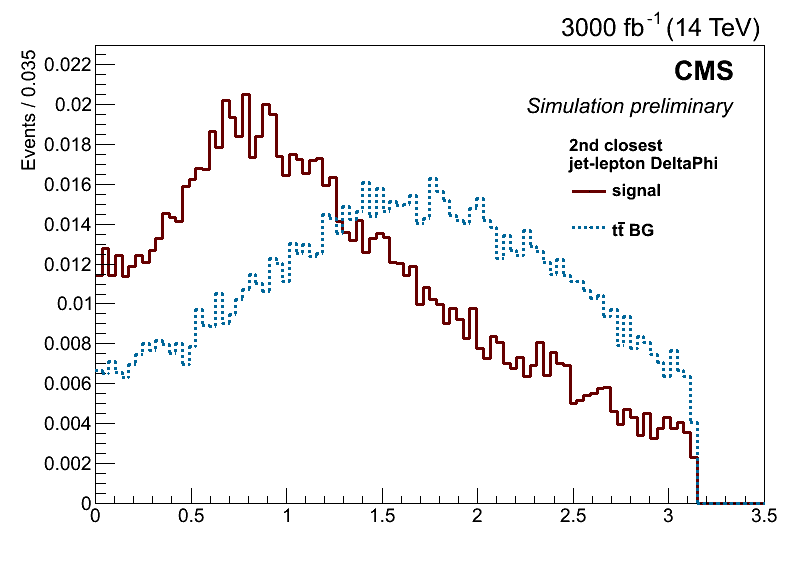 3000 fb⁻¹ (14 TeV)
Events / 0.035
CMS
Simulation preliminary
2nd closest
jet-lepton DeltaPhi
signal
tt̄ BG
0.022
0.02
0.018
0.016
0.014
0.012
0.01
0.008
0.006
0.004
0.002
0
0 0.5 1 1.5 2 2.5 3 3.5